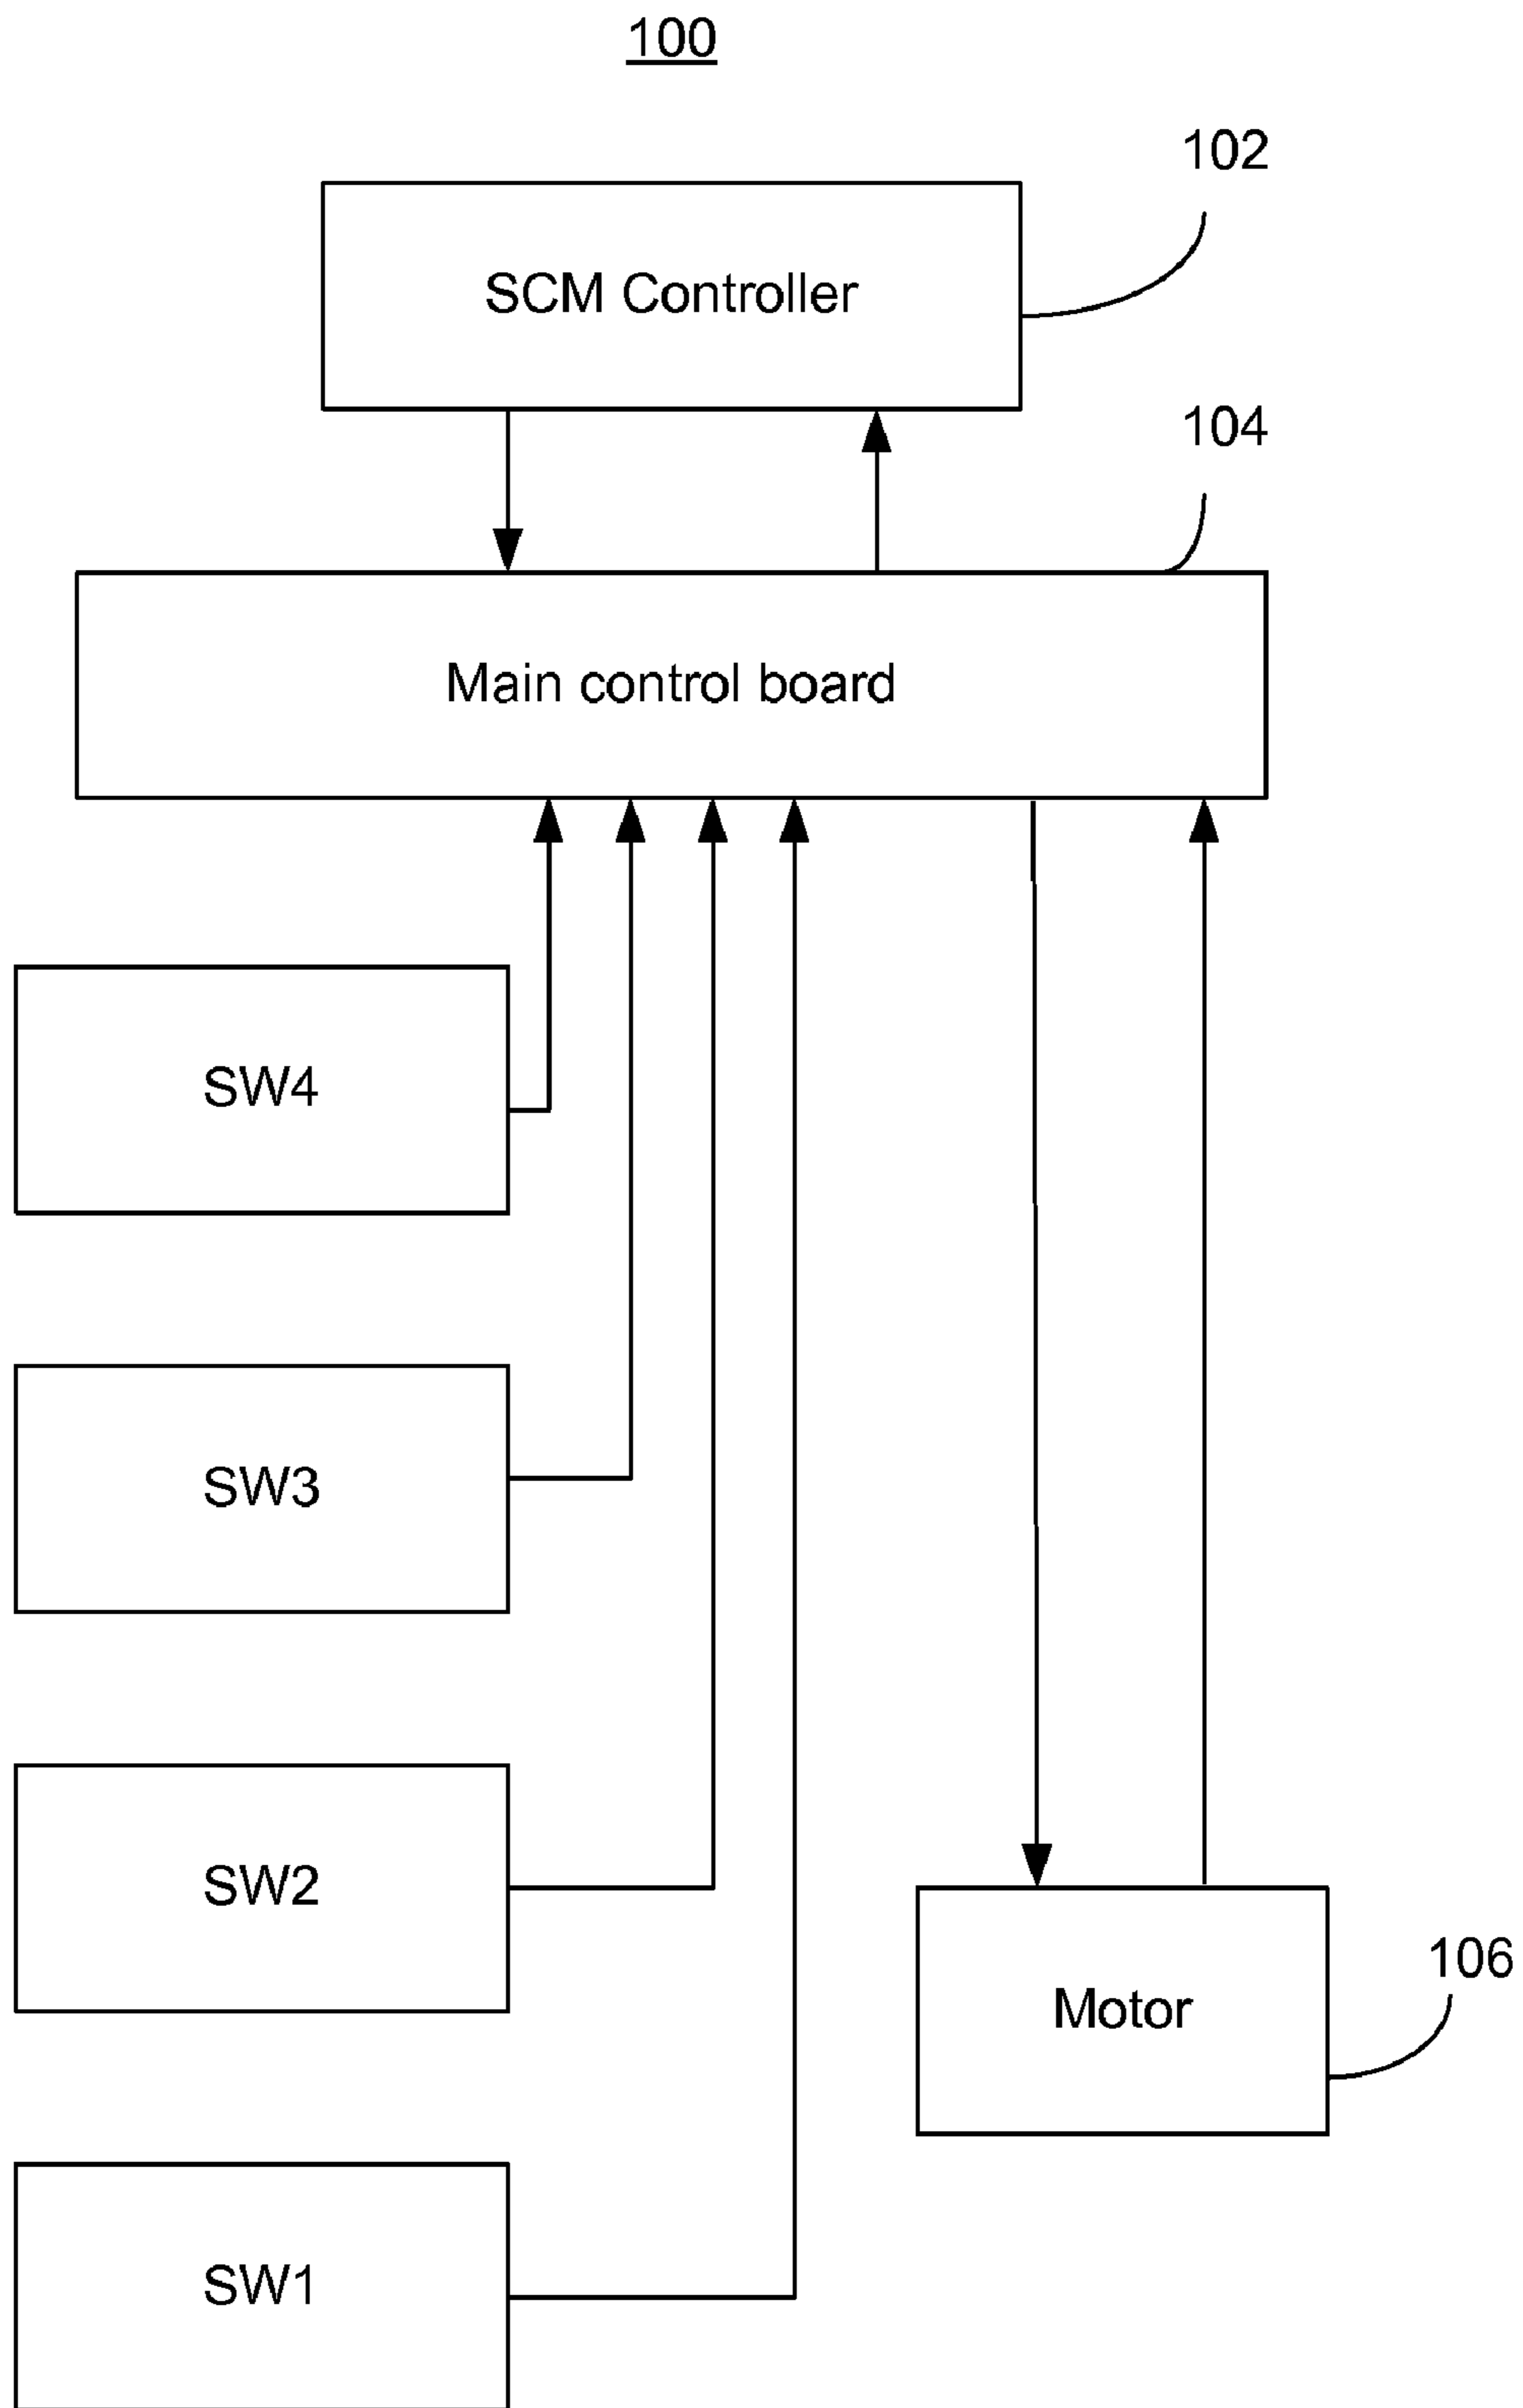 100
102
SCM Controller
104
Main control board
SW4
SW3
SW2
106
Motor
SW1